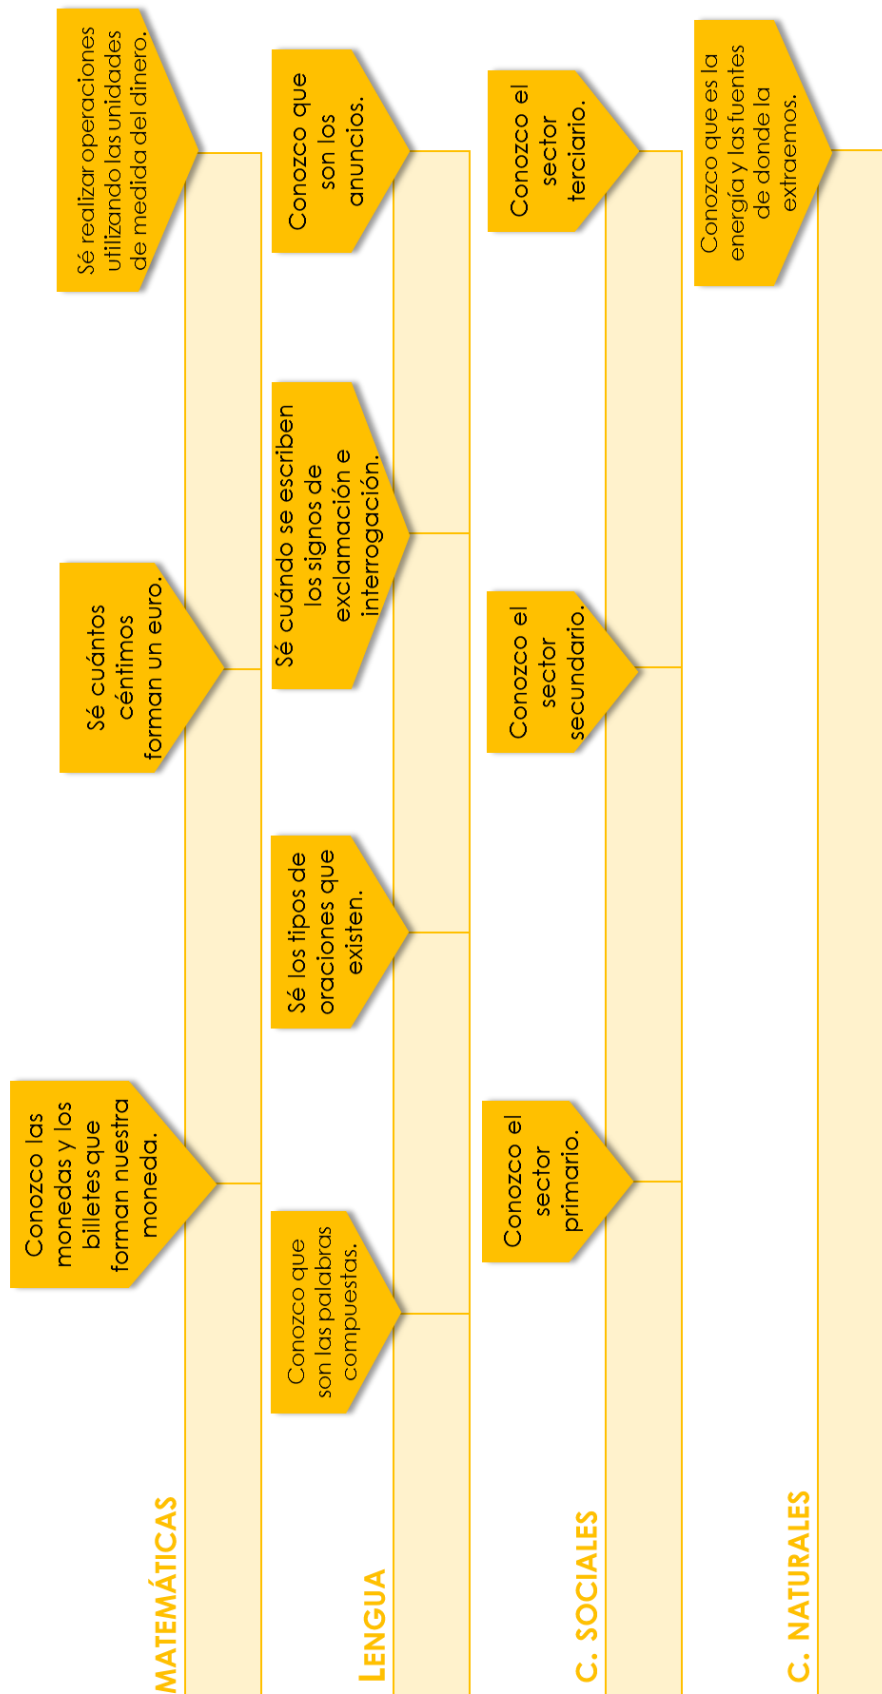 MATEMÁTICAS
Conozco las
monedas y los
billetes que
forman nuestra
moneda.
Sé cuántos
céntimos
forman un euro.
Sé realizar operaciones
utilizando las unidades
de medida del dinero.
LENGUA
Conozco que
son las palabras
compuestas.
Sé los tipos de
oraciones que
existen.
Sé cuándo se escriben
los signos de
exclamación e
interrogación.
Conozco que
son los
anuncios.
C. SOCIALES
Conozco el
sector
primario.
Conozco el
sector
secundario.
Conozco el
sector
terciario.
C. NATURALES
Conozco que es la
energía y las fuentes
de donde la
extraemos.